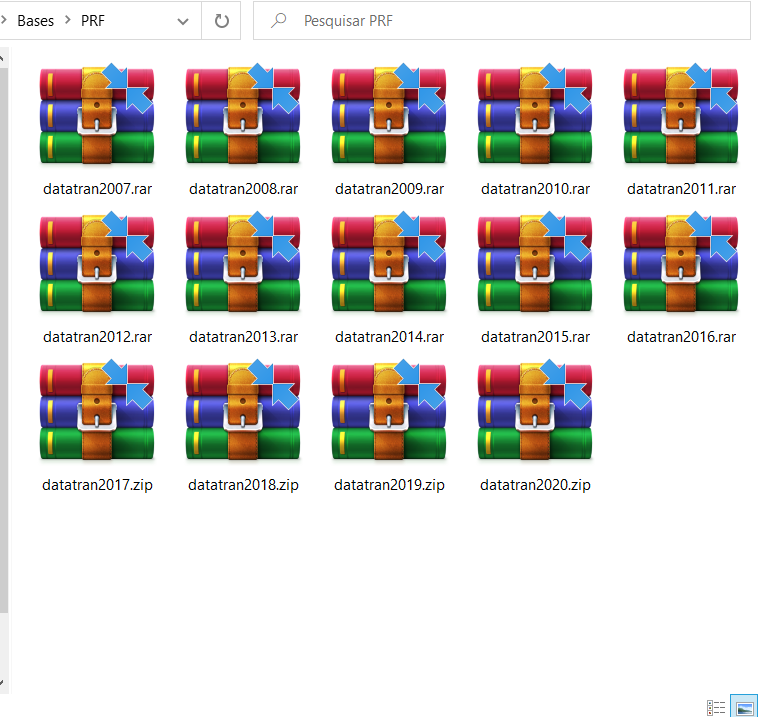 Bases > PRF
Pesquisar PRF
datatran2007.rar
datatran2008.rar
datatran2009.rar
datatran2010.rar
datatran2011.rar
datatran2012.rar
datatran2013.rar
datatran2014.rar
datatran2015.rar
datatran2016.rar
datatran2017.zip
datatran2018.zip
datatran2019.zip
datatran2020.zip